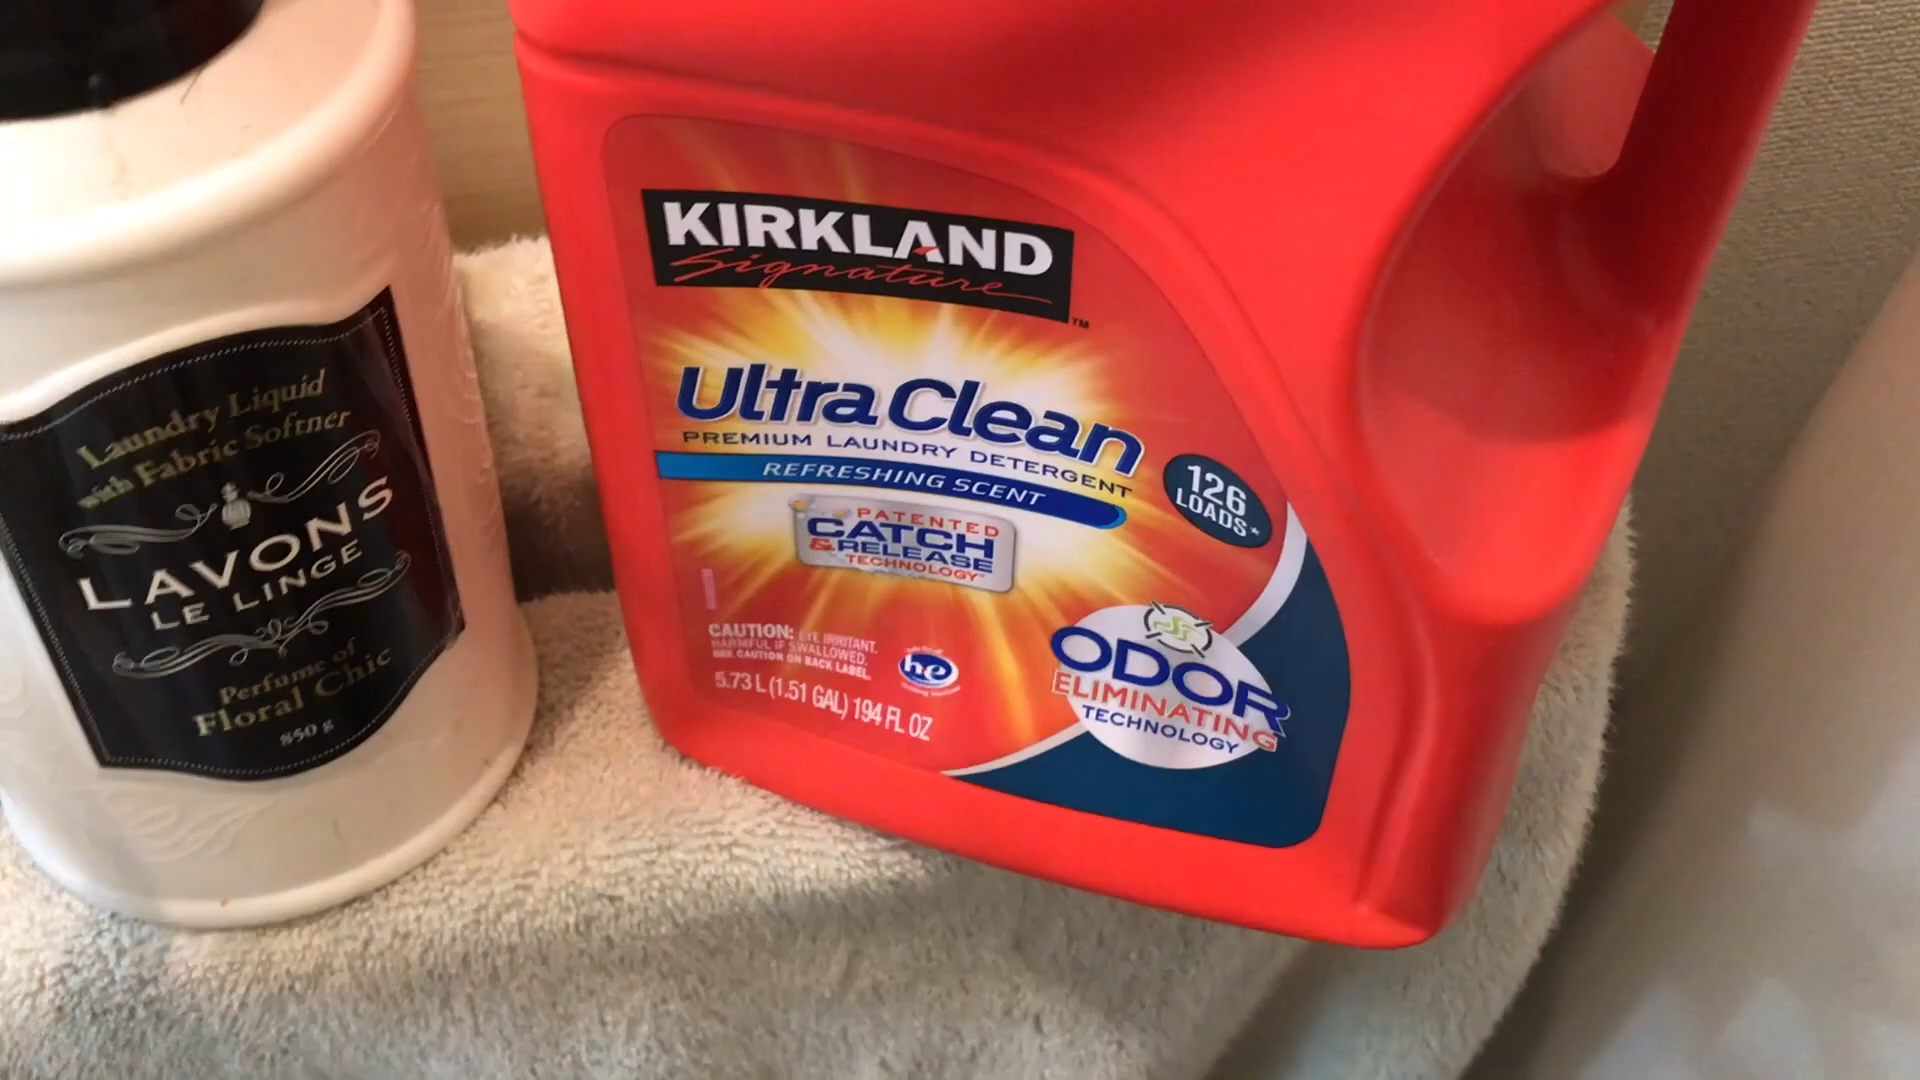 Laundry Liquid
with Fabric Softner
LAVONS
LE LINGE
Perfume of
Floral Chic
850 g
KIRKLAND
Signature
TM
Ultra Clean
PREMIUM LAUNDRY DETERGENT
REFRESHING SCENT
126
LOADS*
PATENTED
CATCH
&RELEASE
TECHNOLOGY
CAUTION: EYE IRRITANT.
HARMFUL IF SWALLOWED.
SEE CAUTION ON BACK LABEL.
he
5.73 L (1.51 GAL) 194 FL OZ
ODOR
ELIMINATING
TECHNOLOGY